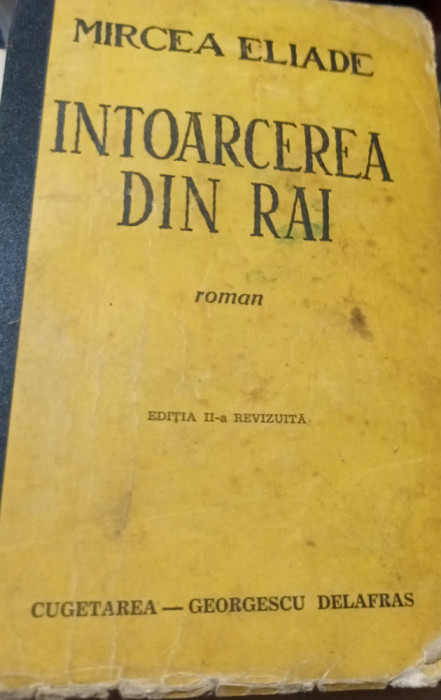 MIRCEA ELIADE
INTOARCEREA
DIN RAI
roman
EDIȚIA II-a REVIZUITĂ
CUGETAREA — GEORGESCU DELAFRAS